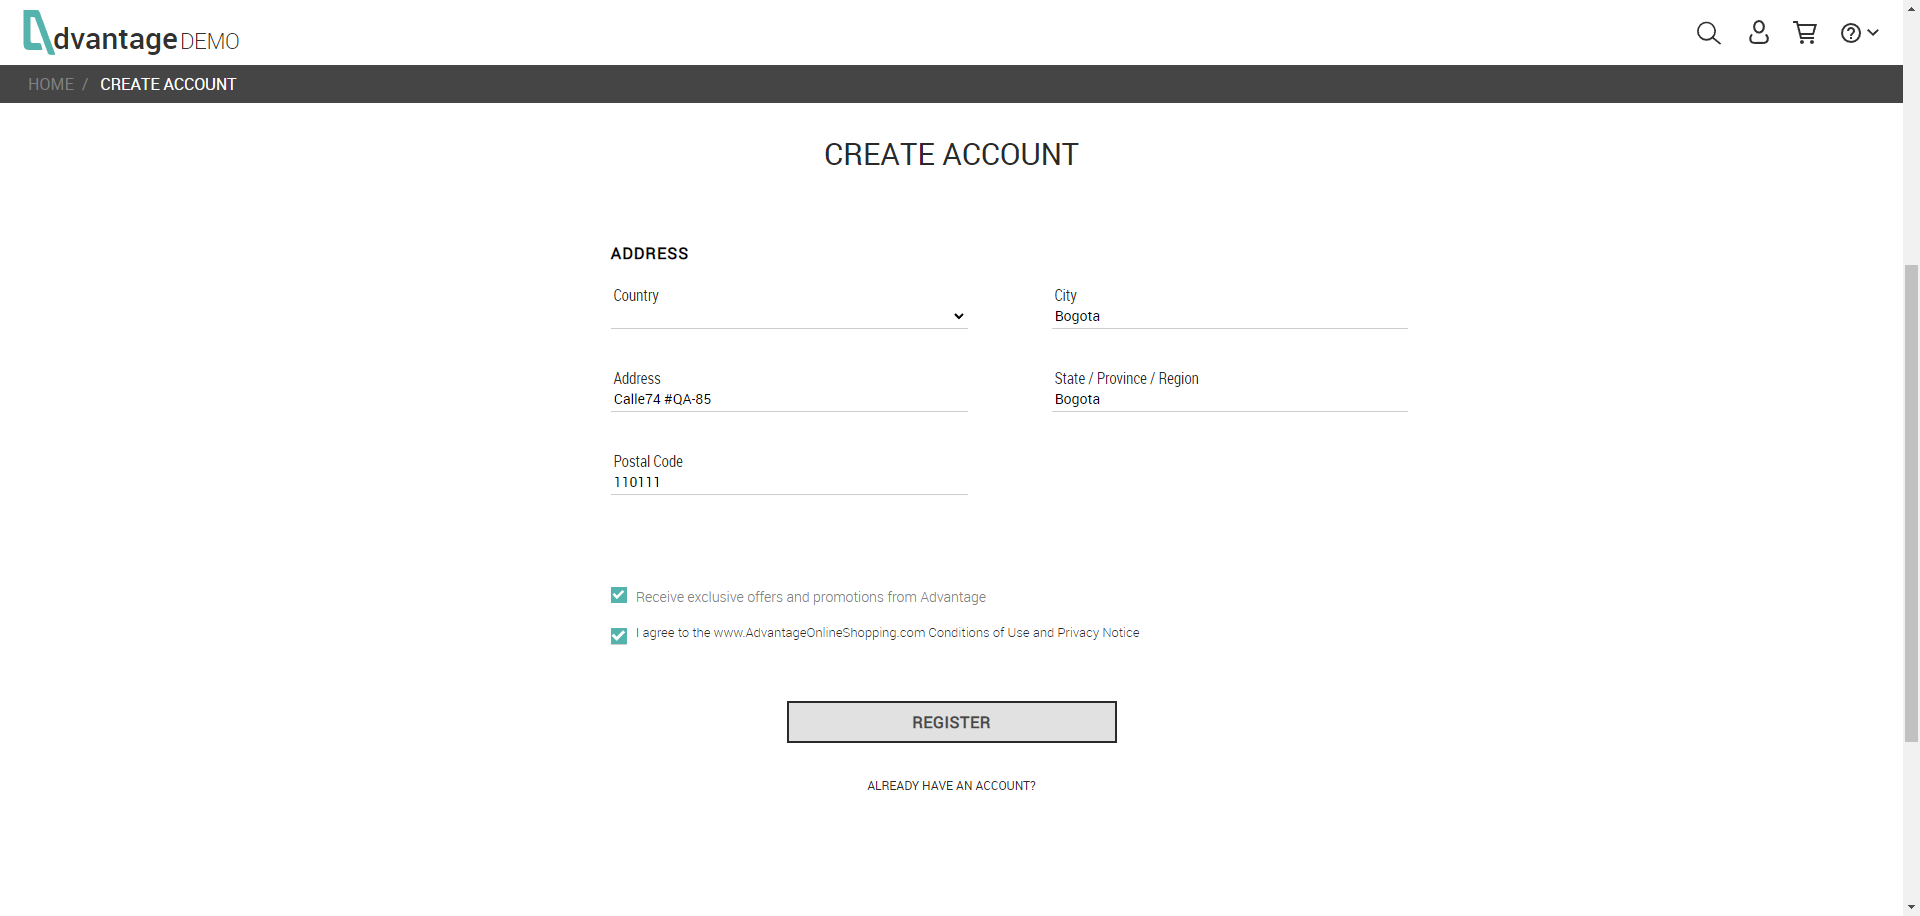 dvantage DEMO
HOME / CREATE ACCOUNT
CREATE ACCOUNT
ADDRESS
Country
City
Bogota
Address
Calle74 #QA-85
State / Province / Region
Bogota
Postal Code
110111
Receive exclusive offers and promotions from Advantage
I agree to the www.AdvantageOnlineShopping.com Conditions of Use and Privacy Notice
REGISTER
ALREADY HAVE AN ACCOUNT?